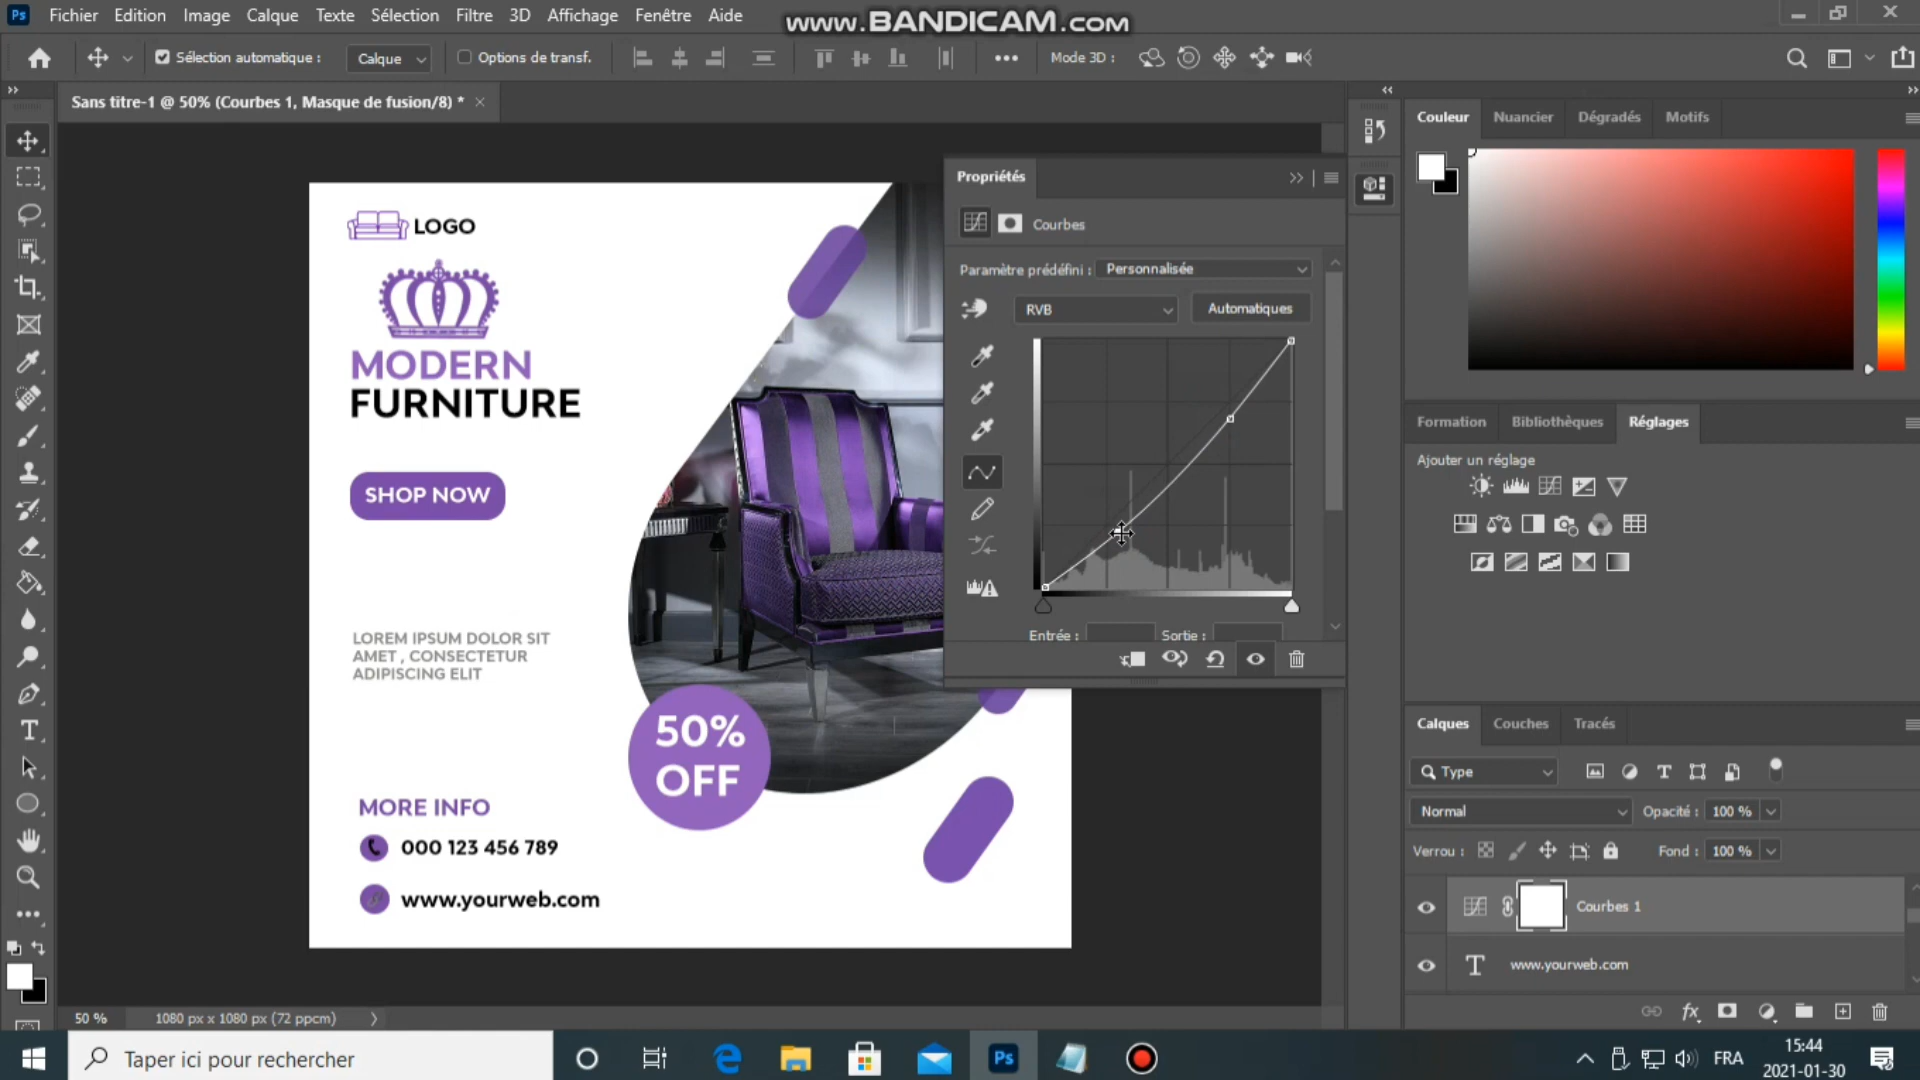 Ps Fichier Edition Image Calque Texte Sélection Filtre 3D Affichage Fenêtre Aide
www.BANDICAM.com
Sélection automatique : Calque Options de transf. Mode 3D :
Sans titre-1 @ 50% (Courbes 1, Masque de fusion/8) *
LOGO
MODERN
FURNITURE
SHOP NOW
LOREM IPSUM DOLOR SIT
AMET , CONSECTETUR
ADIPISCING ELIT
50%
OFF
MORE INFO
000 123 456 789
www.yourweb.com
Propriétés
Courbes
Paramètre prédéfini : Personnalisée
RVB Automatiques
Entrée : Sortie :
Couleur Nuancier Dégradés Motifs
Formation Bibliothèques Réglages
Ajouter un réglage
Calques Couches Tracés
Type
Normal Opacité : 100 %
Verrou : Fond : 100 %
Courbes 1
www.yourweb.com
50 % 1080 px x 1080 px (72 ppcm)
Taper ici pour rechercher
Ps
FRA
15:44
2021-01-30